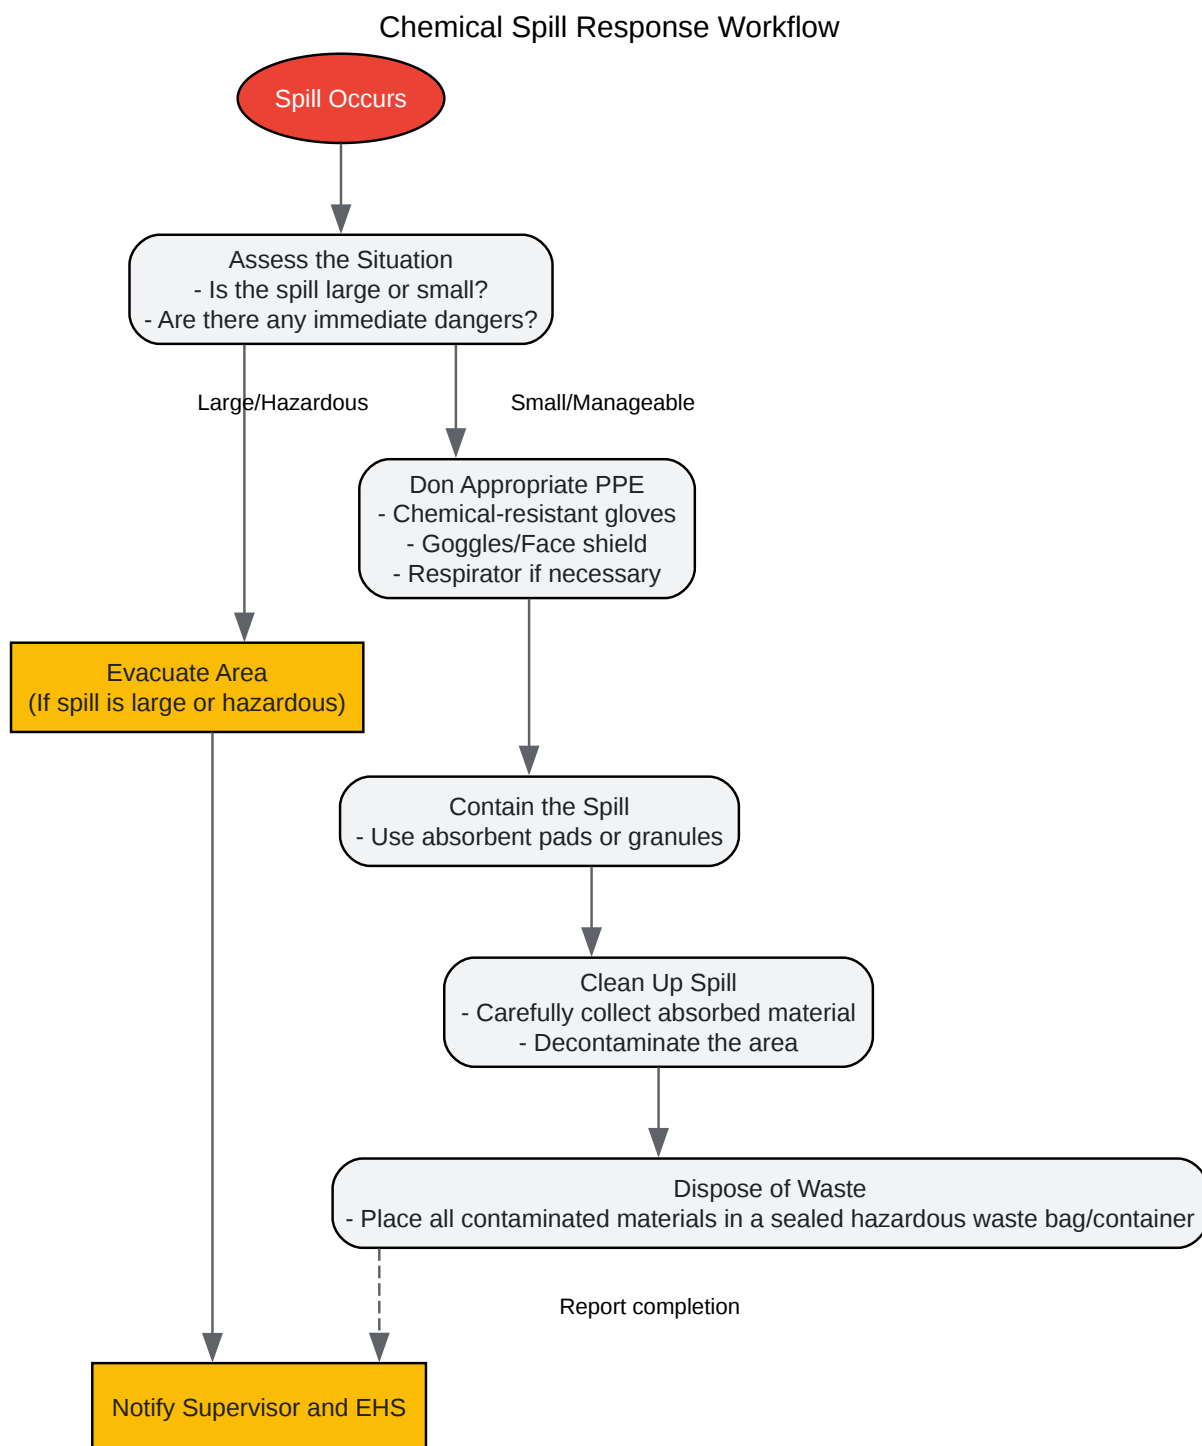 Chemical Spill Response Workflow
Spill Occurs
Assess the Situation
- Is the spill large or small?
- Are there any immediate dangers?
Large/Hazardous
Small/Manageable
Don Appropriate PPE
- Chemical-resistant gloves
- Goggles/Face shield
- Respirator if necessary
Evacuate Area
(If spill is large or hazardous)
Contain the Spill
- Use absorbent pads or granules
Clean Up Spill
- Carefully collect absorbed material
- Decontaminate the area
Dispose of Waste
- Place all contaminated materials in a sealed hazardous waste bag/container
Report completion
Notify Supervisor and EHS